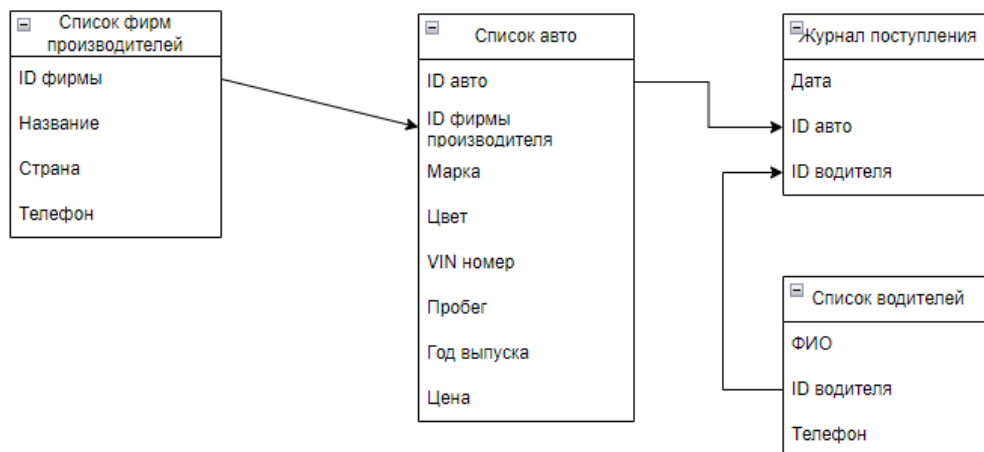 Список фирм
производителей
ID фирмы
Название
Страна
Телефон
Список авто
ID авто
ID фирмы
производителя
Марка
Цвет
VIN номер
Пробег
Год выпуска
Цена
Журнал поступления
Дата
ID авто
ID водителя
Список водителей
ФИО
ID водителя
Телефон